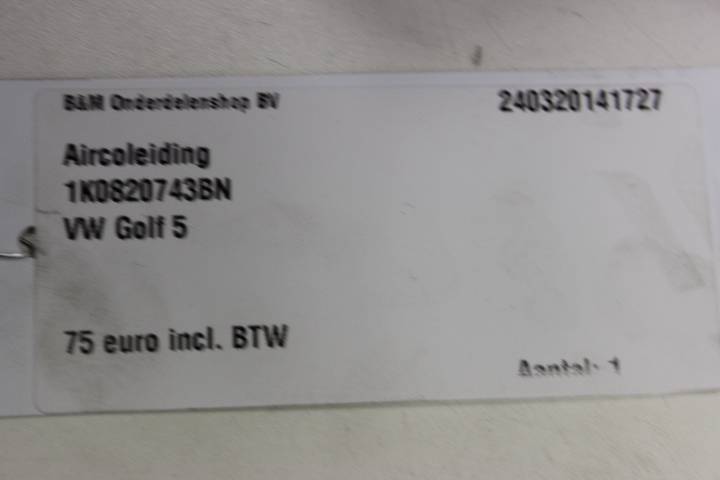 B&M Onderdelenshop BV 240320141727
Aircoleiding
1K0820743BN
VW Golf 5
75 euro incl. BTW
Aantal: 1